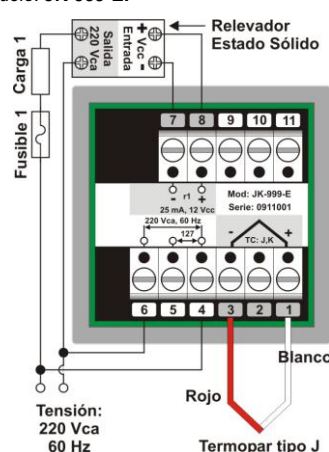 Relevador
Estado Sólido
Salida
220 Vca
+ Vcc -
Entrada
Carga 1
Fusible 1
7 8 9 10 11
- r1 +
25 mA, 12 Vcc
220 Vca, 60 Hz
127
Mod: JK-999-E
Serie: 0911001
- +
TC: J,K
6 5 4 3 2 1
Blanco
Rojo
Tensión:
220 Vca
60 Hz
Termopar tipo J